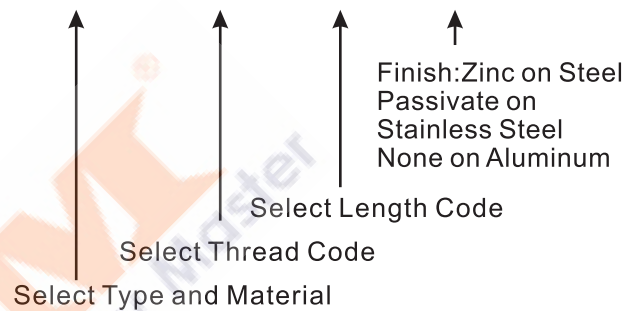 Finish:Zinc on Steel
Passivate on
Stainless Steel
None on Aluminum
Select Length Code
Select Thread Code
Select Type and Material
Master